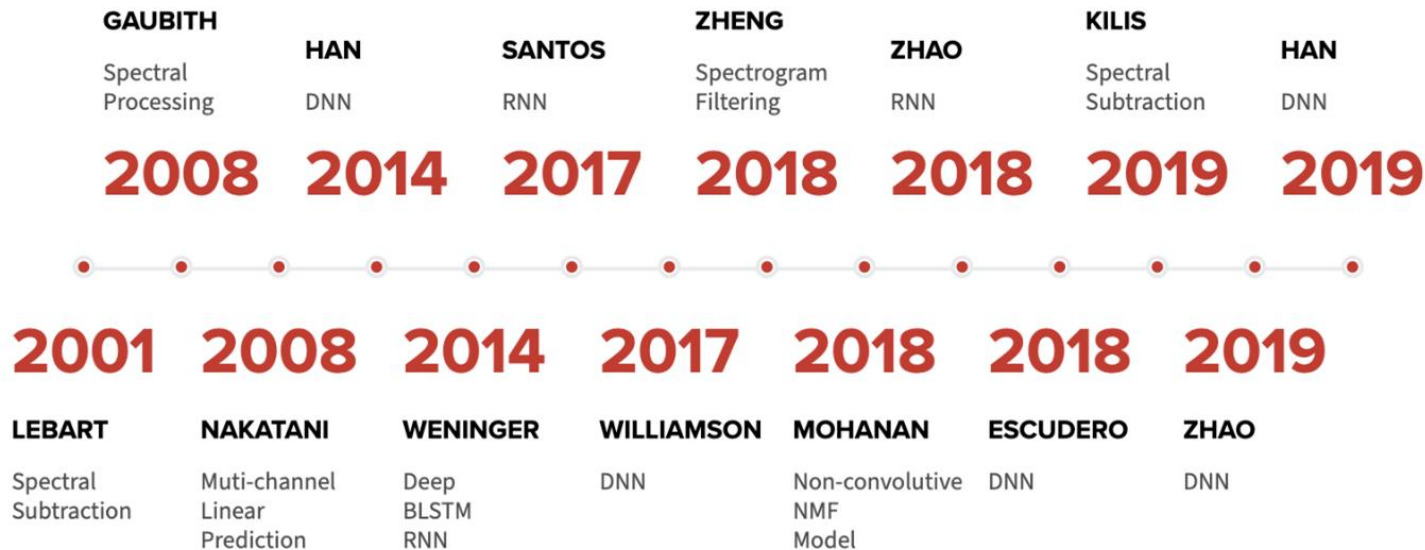 GAUBITH
Spectral
Processing
2008
HAN
DNN
2014
SANTOS
RNN
2017
ZHENG
Spectrogram
Filtering
2018
ZHAO
RNN
2018
KILIS
Spectral
Subtraction
2019
HAN
DNN
2019
2001
LEBART
Spectral
Subtraction
2008
NAKATANI
Muti-channel
Linear
Prediction
2014
WENINGER
Deep
BLSTM
RNN
2017
WILLIAMSON
DNN
2018
MOHANAN
Non-convolutive
NMF
Model
2018
ESCUDERO
DNN
2019
ZHAO
DNN